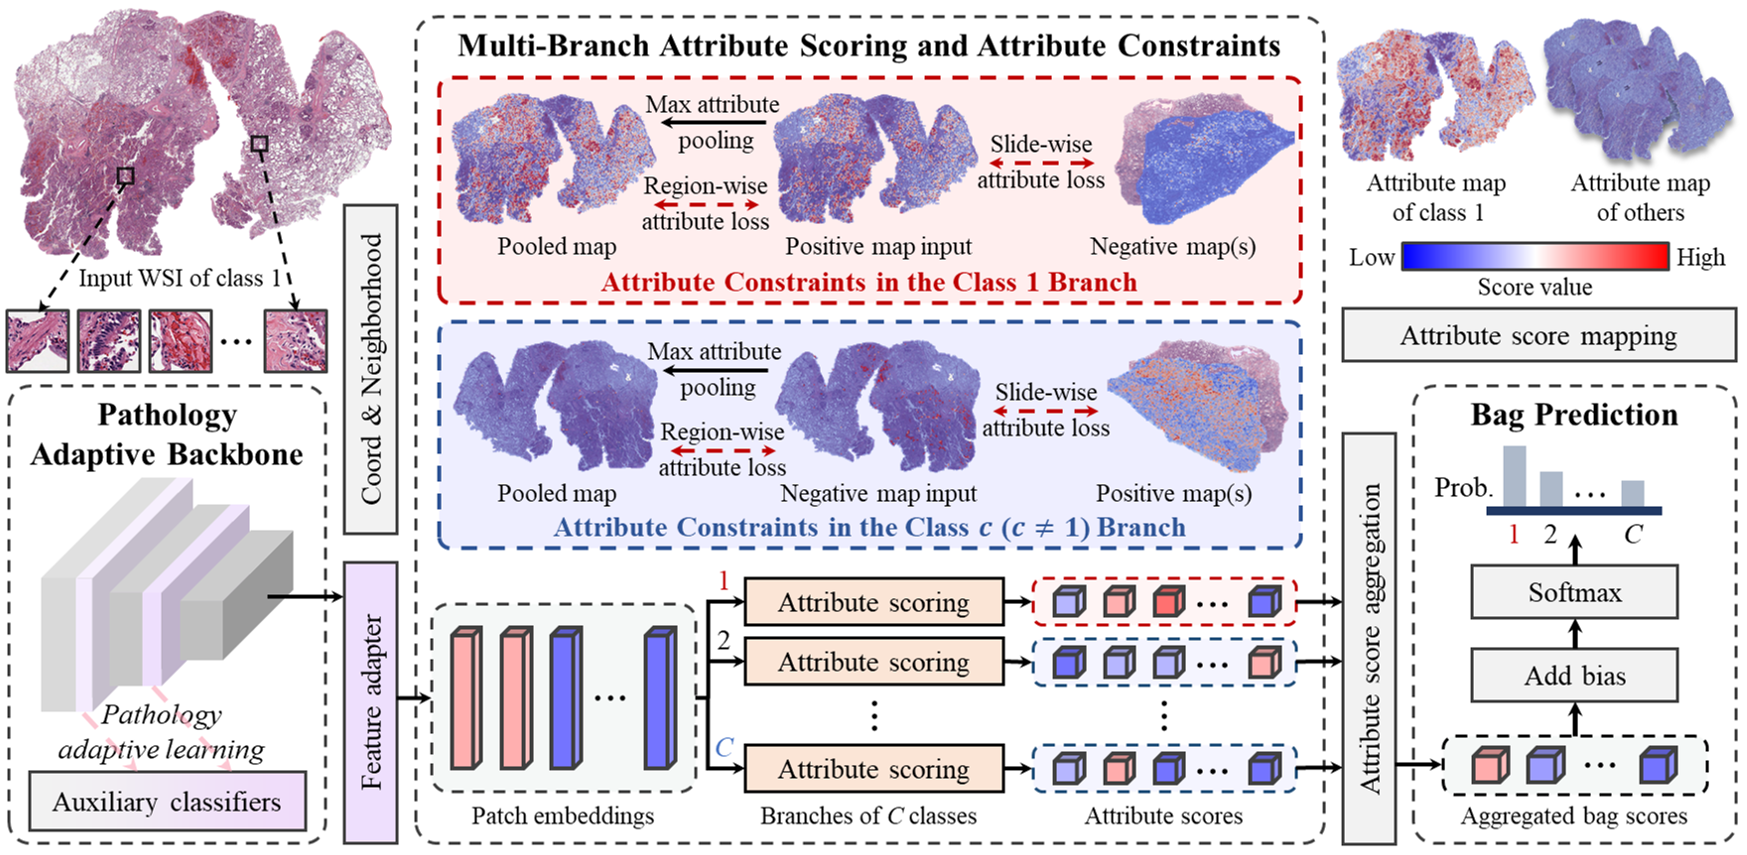 Input WSI of class 1
...
Pathology
Adaptive Backbone
Pathology
adaptive learning
Auxiliary classifiers
Coord & Neighborhood
Feature adapter
Multi-Branch Attribute Scoring and Attribute Constraints
Max attribute
pooling
Region-wise
attribute loss
Slide-wise
attribute loss
Pooled map
Positive map input
Negative map(s)
Attribute Constraints in the Class 1 Branch
Max attribute
pooling
Region-wise
attribute loss
Slide-wise
attribute loss
Pooled map
Negative map input
Positive map(s)
Attribute Constraints in the Class c (c ≠ 1) Branch
...
Patch embeddings
1
Attribute scoring
...
2
Attribute scoring
...
C
Attribute scoring
...
Branches of C classes
Attribute scores
Attribute map
of class 1
Attribute map
of others
Low
High
Score value
Attribute score mapping
Attribute score aggregation
Bag Prediction
Prob.
...
1 2 C
Softmax
Add bias
...
Aggregated bag scores